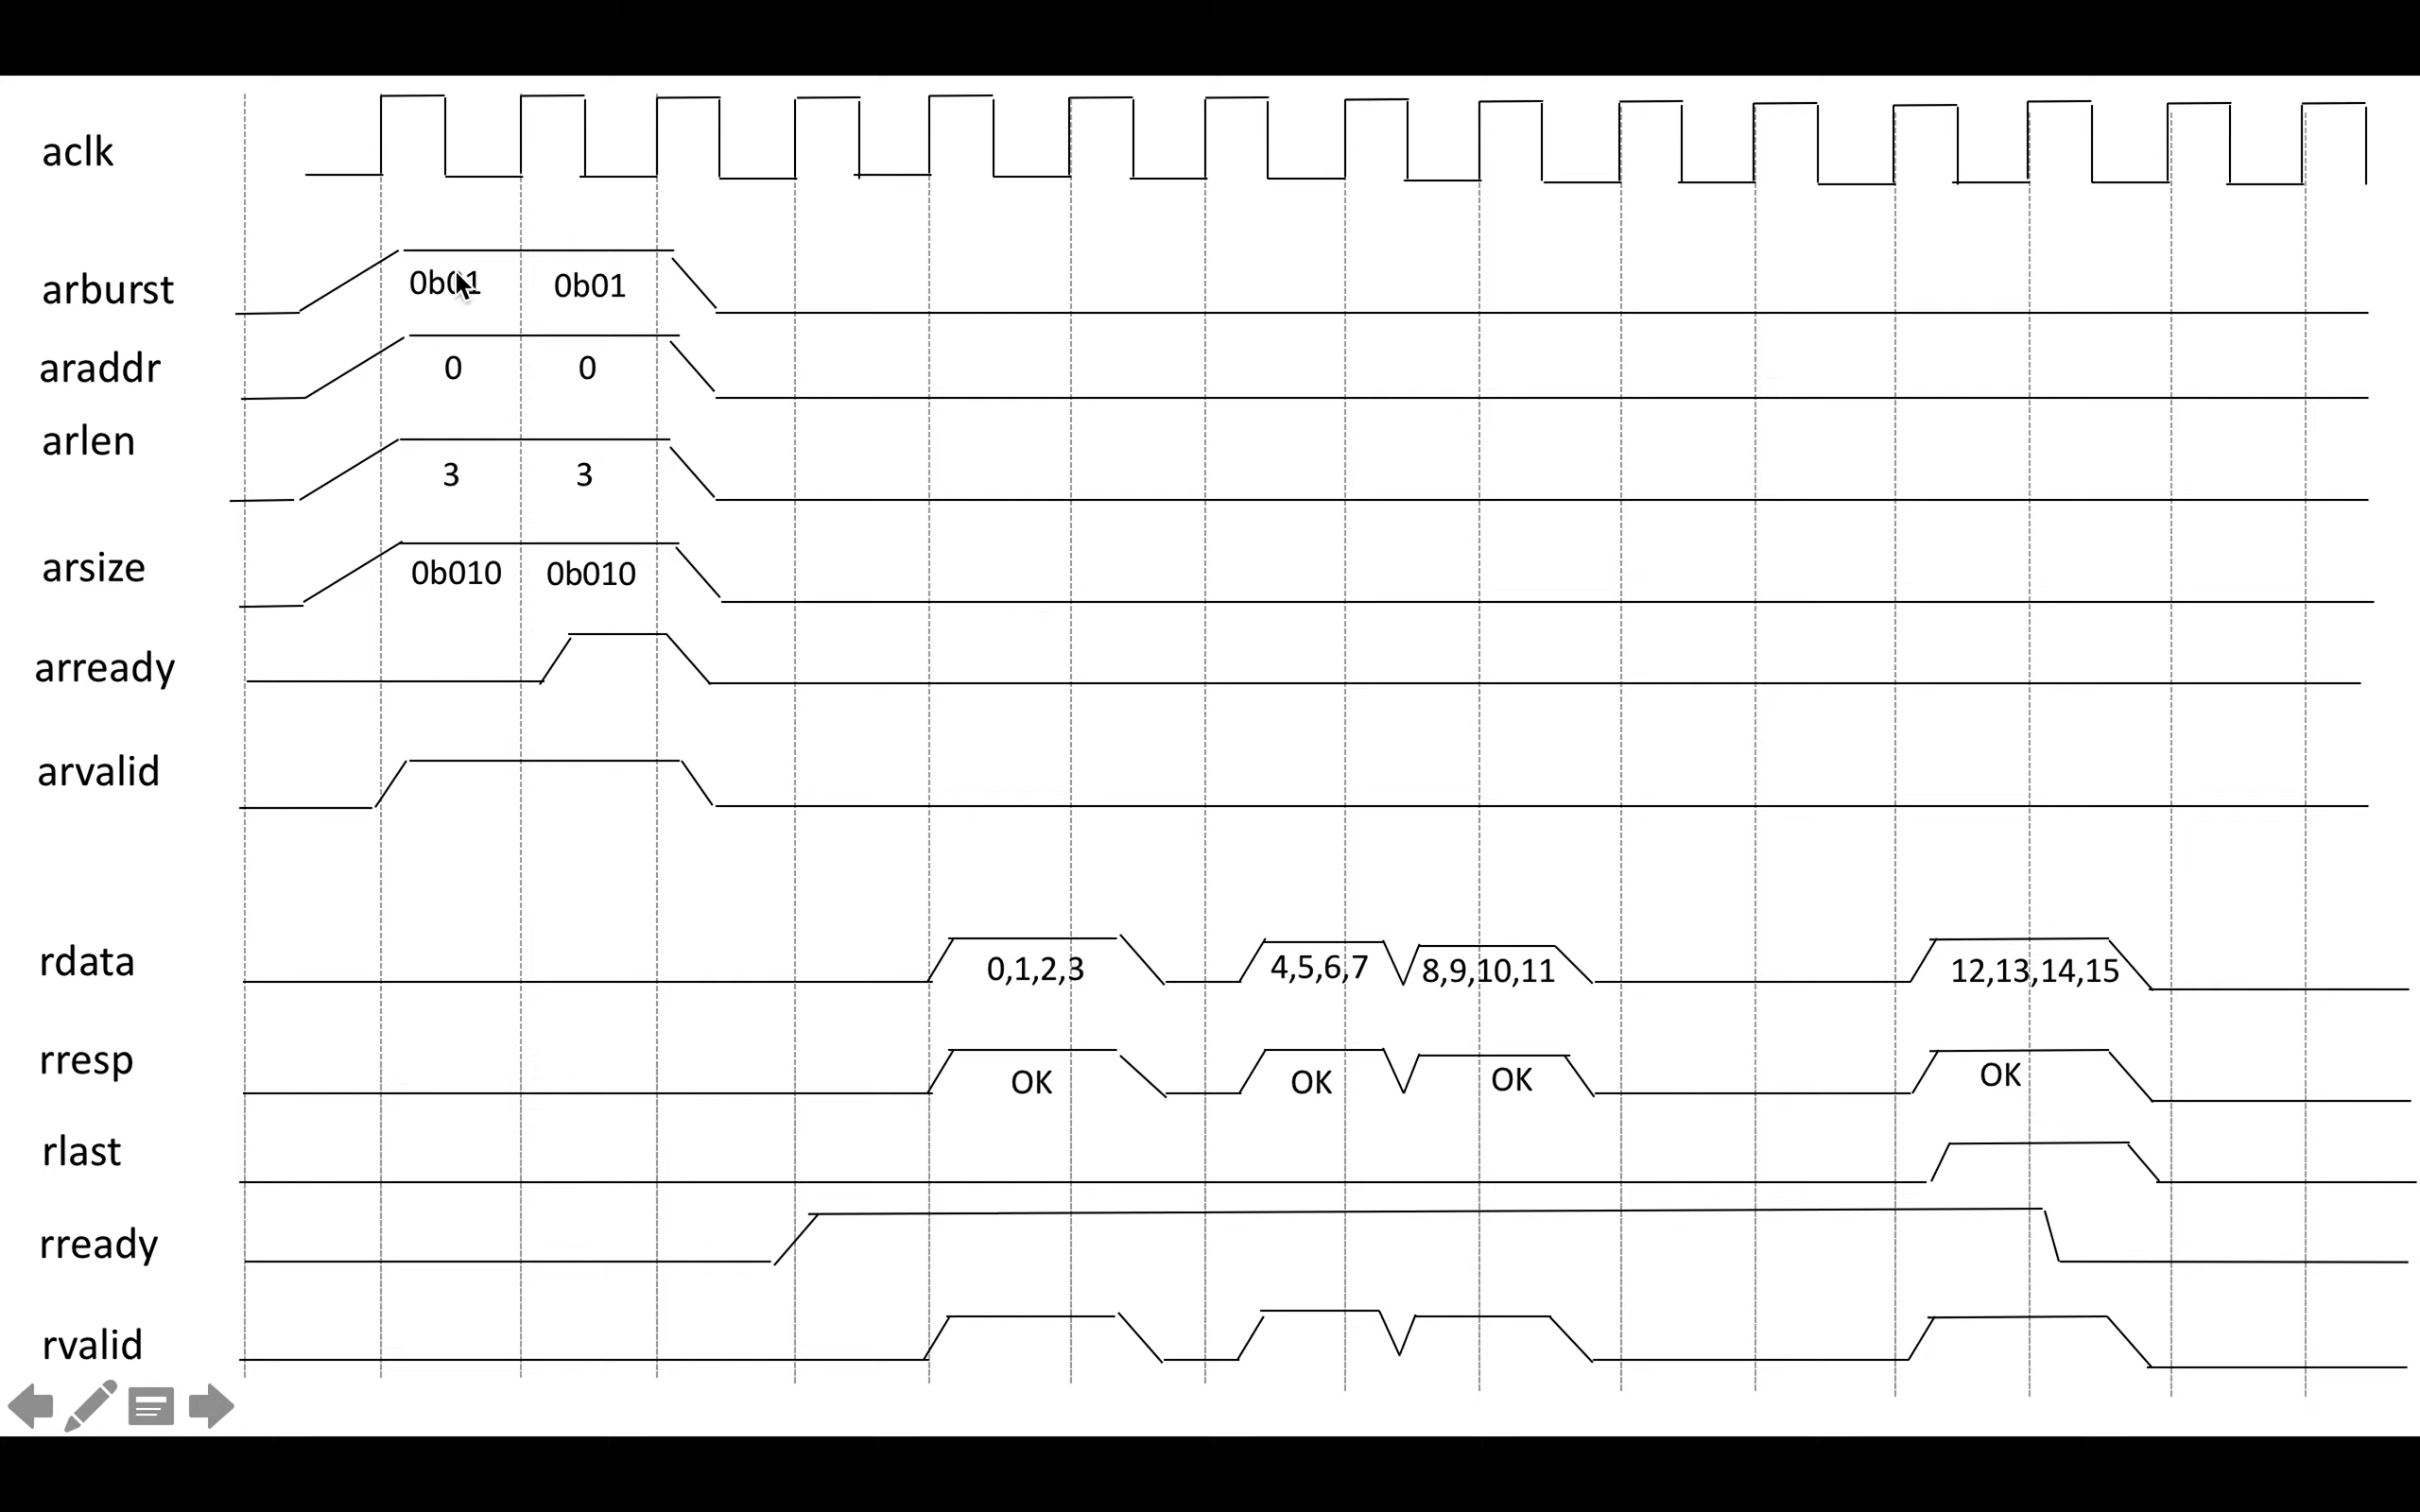 aclk
arburst 0b01 0b01
araddr 0 0
arlen 3 3
arsize 0b010 0b010
arready
arvalid
rdata 0,1,2,3 4,5,6,7 8,9,10,11 12,13,14,15
rresp OK OK OK OK
rlast
rready
rvalid